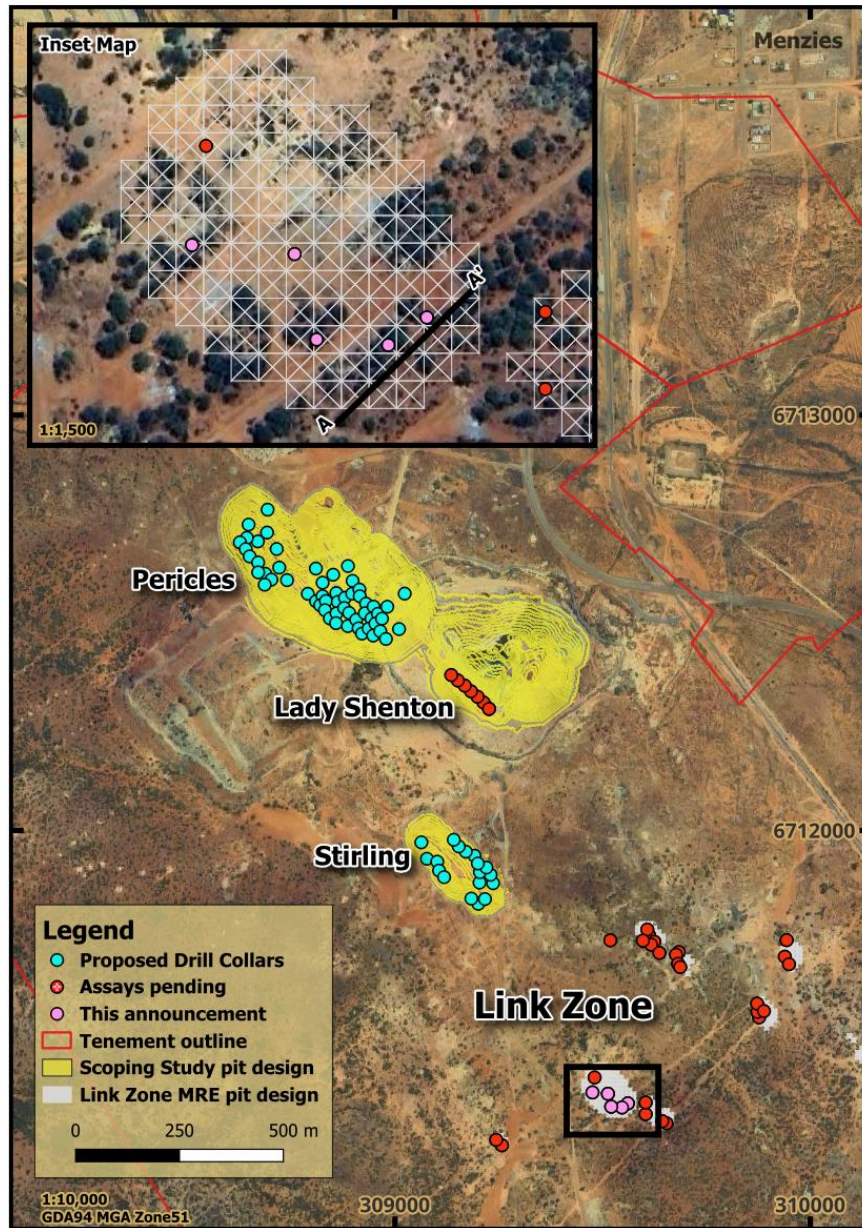 Inset Map
Menzies
A'
A
1:1,500
6713000
Pericles
Lady Shenton
6712000
Stirling
Link Zone
Legend
Proposed Drill Collars
Assays pending
This announcement
Tenement outline
Scoping Study pit design
Link Zone MRE pit design
0 250 500 m
1:10,000
GDA94 MGA Zone51
309000
310000